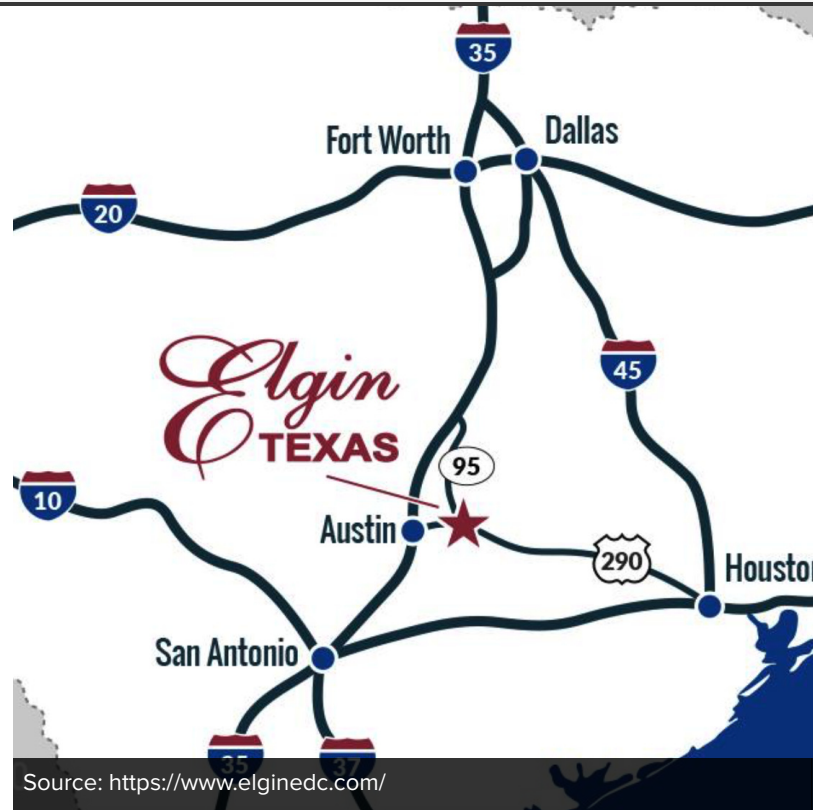 35
Fort Worth
Dallas
20
45
Elgin
TEXAS
95
10
Austin
290
Housto
San Antonio
35
37
Source: https://www.elginedc.com/